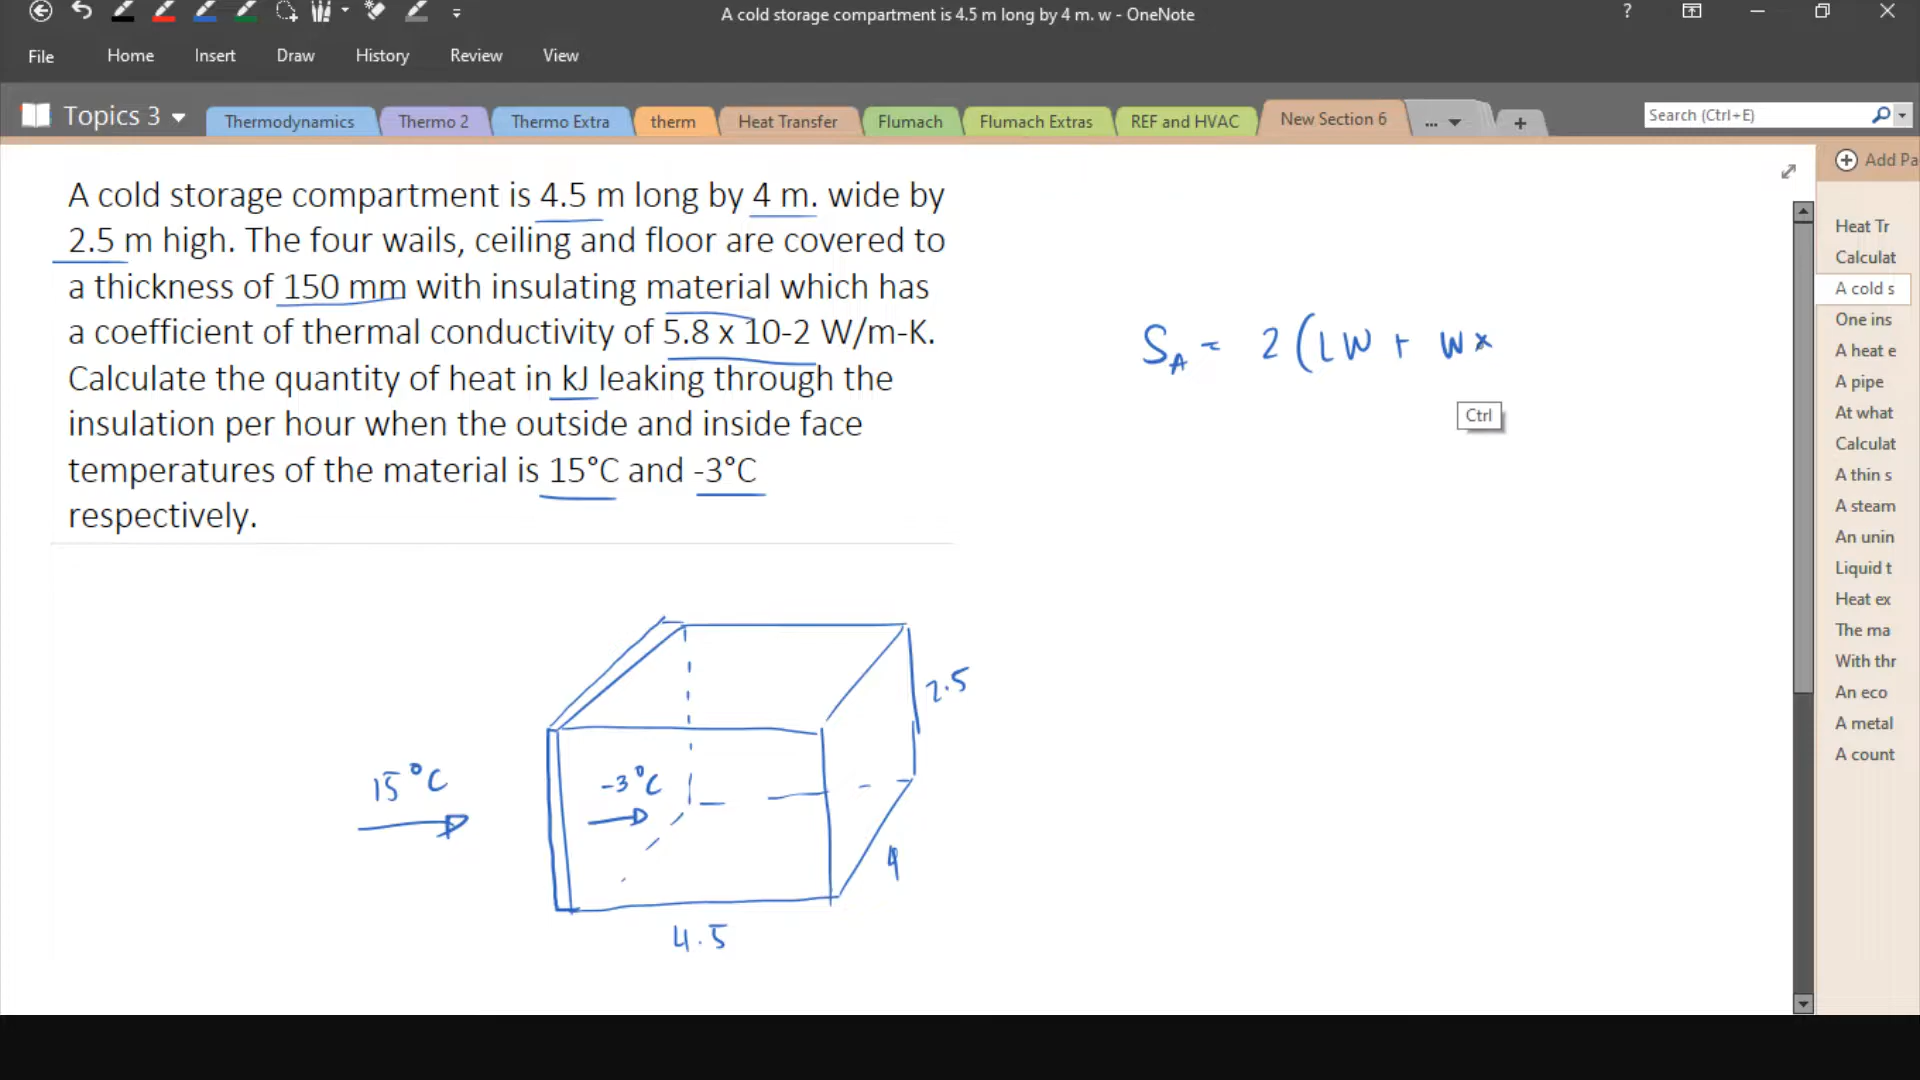 A cold storage compartment is 4.5 m long by 4 m. w - OneNote
?
File Home Insert Draw History Review View
Topics 3 Thermodynamics Thermo 2 Thermo Extra therm Heat Transfer Flumach Flumach Extras REF and HVAC New Section 6 ... + Search (Ctrl+E)
Add Pa
A cold storage compartment is 4.5 m long by 4 m. wide by
2.5 m high. The four wails, ceiling and floor are covered to
a thickness of 150 mm with insulating material which has
a coefficient of thermal conductivity of 5.8 x 10-2 W/m-K.
Calculate the quantity of heat in kJ leaking through the
insulation per hour when the outside and inside face
temperatures of the material is 15°C and -3°C
respectively.
S_A = 2(LW + W
Ctrl
2.5
15°C
-3°C
4
4.5
Heat Tr
Calculat
A cold s
One ins
A heat e
A pipe
At what
Calculat
A thin s
A steam
An unin
Liquid t
Heat ex
The ma
With thr
An eco
A metal
A count